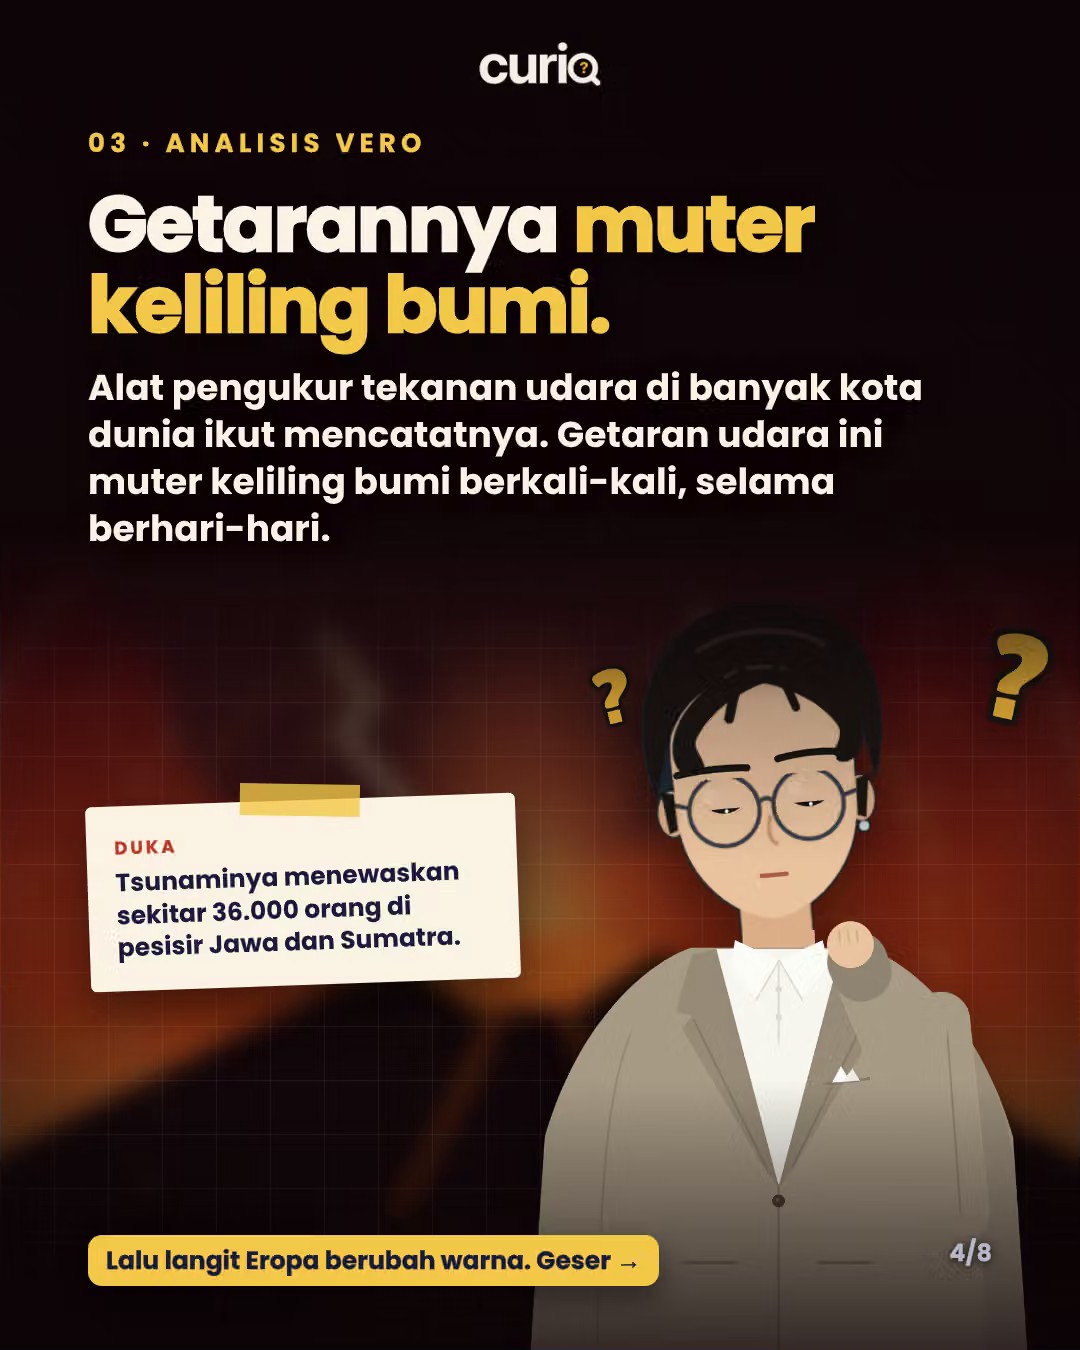 curiQ
03 · ANALISIS VERO
Getarannya muter
keliling bumi.
Alat pengukur tekanan udara di banyak kota
dunia ikut mencatatnya. Getaran udara ini
muter keliling bumi berkali-kali, selama
berhari-hari.
? ?
DUKA
Tsunaminya menewaskan
sekitar 36.000 orang di
pesisir Jawa dan Sumatra.
Lalu langit Eropa berubah warna. Geser →
4/8